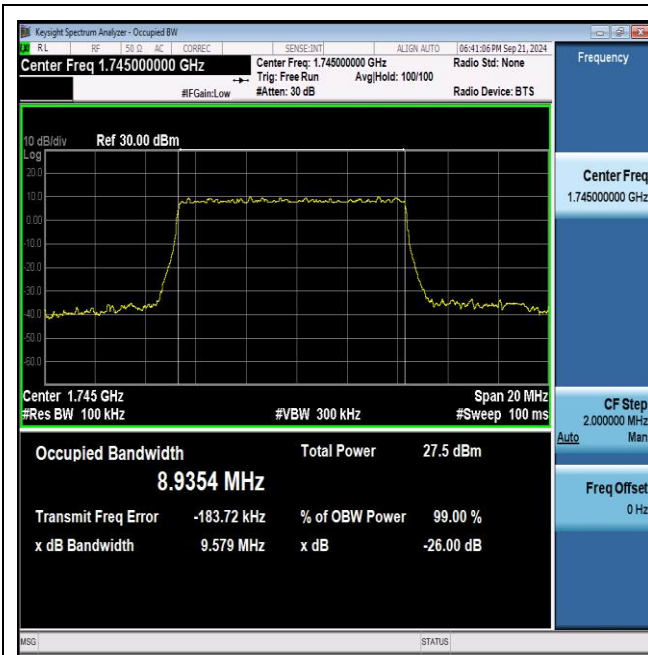 Keysight Spectrum Analyzer - Occupied BW
RL RF 50 Ω AC CORREC SENSE:INT ALIGN AUTO 06:41:06 PM Sep 21, 2024
Center Freq 1.745000000 GHz
Center Freq: 1.745000000 GHz Radio Std: None
Trig: Free Run Avg|Hold: 100/100
#IFGain:Low #Atten: 30 dB Radio Device: BTS
Frequency
10 dB/div Ref 30.00 dBm
Log
20.0
10.0
0.00
-10.0
-20.0
-30.0
-40.0
-50.0
-60.0
Center 1.745 GHz Span 20 MHz
#Res BW 100 kHz #VBW 300 kHz #Sweep 100 ms
Center Freq
1.745000000 GHz
CF Step
2.000000 MHz
Auto Man
Freq Offset
0 Hz
Occupied Bandwidth Total Power 27.5 dBm
8.9354 MHz
Transmit Freq Error -183.72 kHz % of OBW Power 99.00 %
x dB Bandwidth 9.579 MHz x dB -26.00 dB
MSG STATUS